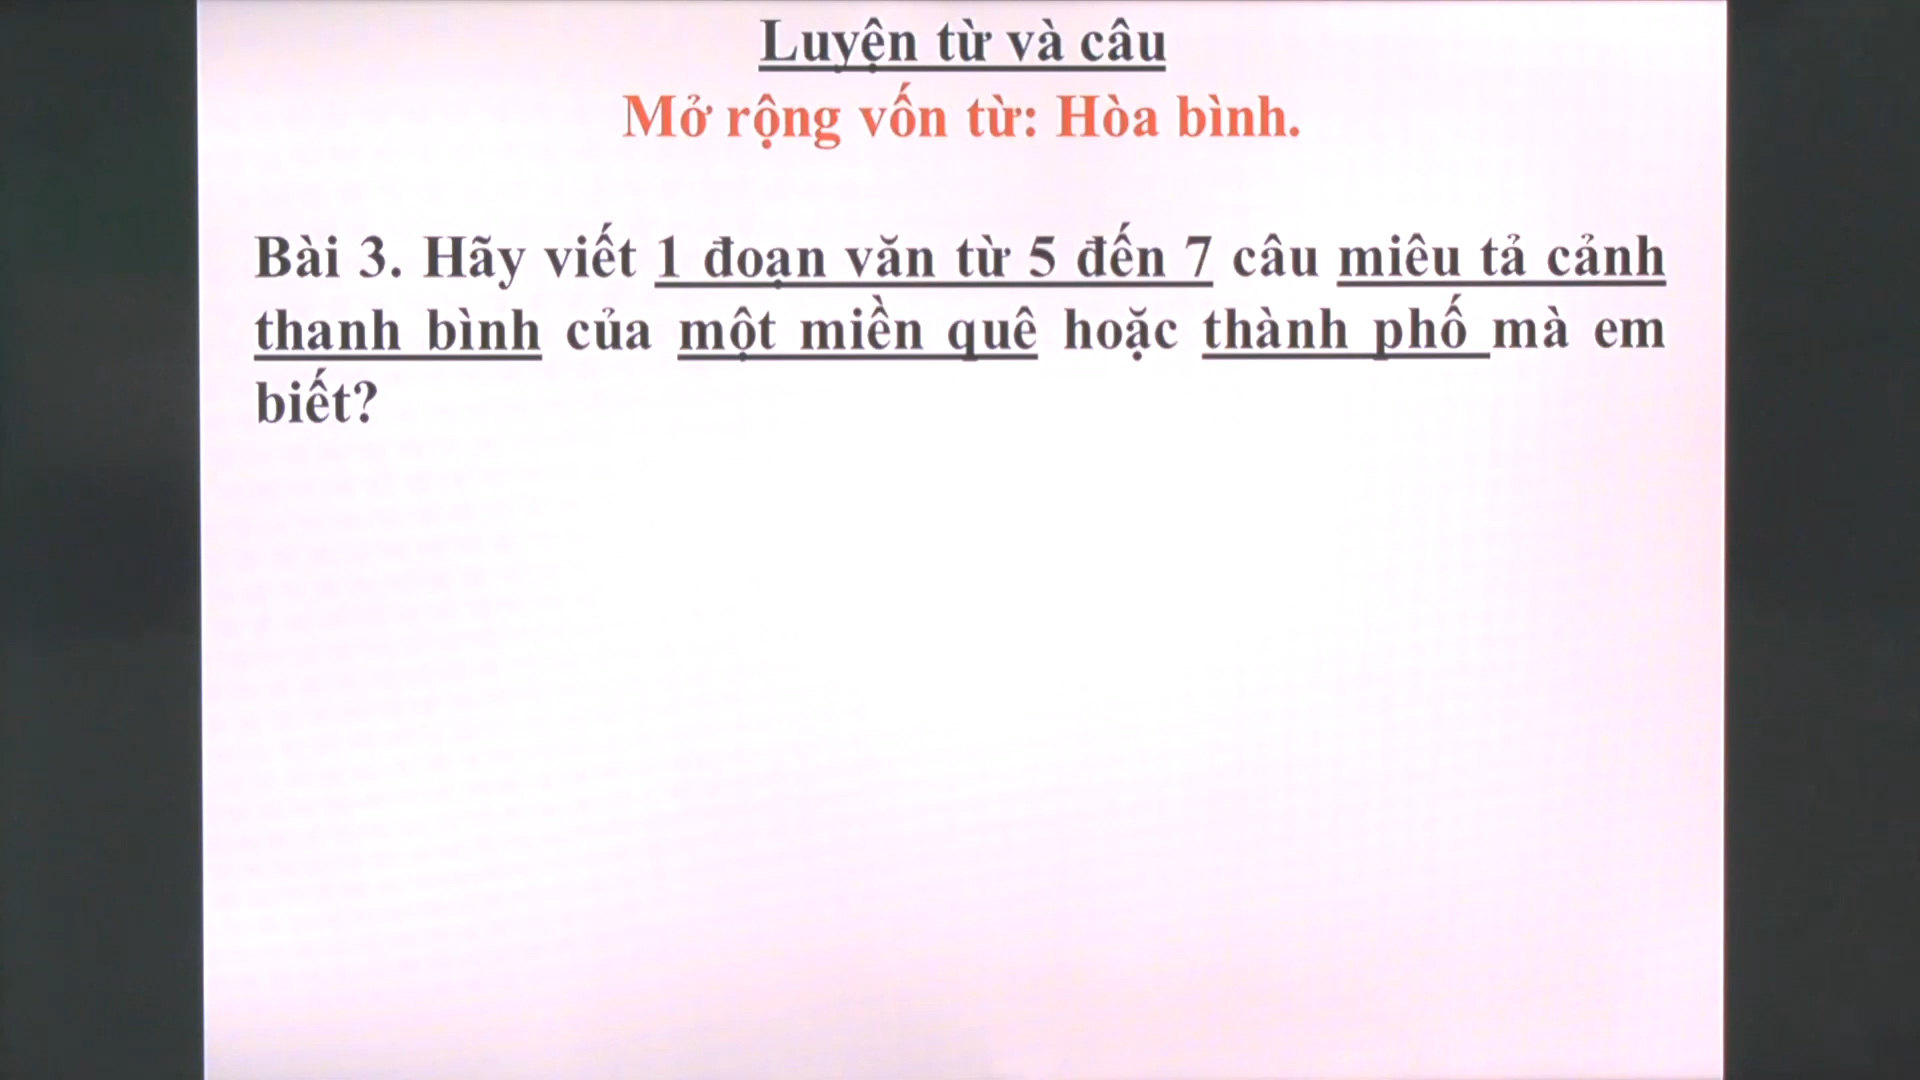 Luyện từ và câu
Mở rộng vốn từ: Hòa bình.
Bài 3. Hãy viết 1 đoạn văn từ 5 đến 7 câu miêu tả cảnh
thanh bình của một miền quê hoặc thành phố mà em
biết?